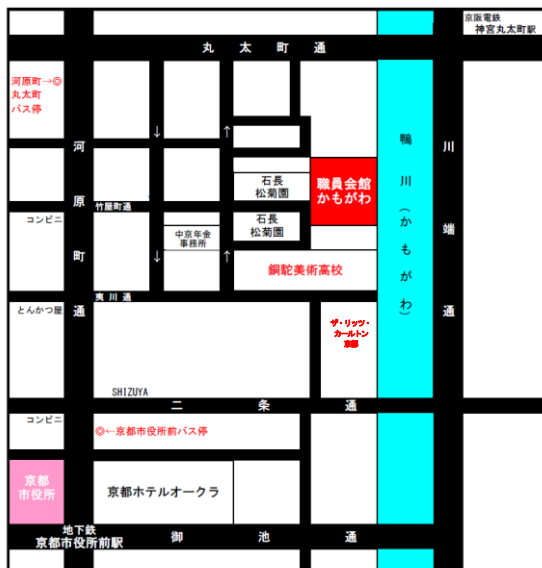 京阪電鉄
神宮丸太町駅
丸太町通
河原町→◎
丸太町
バス停
↓
↑
河原町通
鴨川(かもがわ)
川端通
石長
松菊園
職員会館
かもがわ
竹屋町通
コンビニ
中京年金
事務所
石長
松菊園
↓
↑
銅駝美術高校
夷川通
とんかつ屋
ザ・リッツ・
カールトン
京都
SHIZUYA
二条通
コンビニ
◎←京都市役所前バス停
京都
市役所
京都ホテルオークラ
地下鉄
京都市役所前駅
御池通